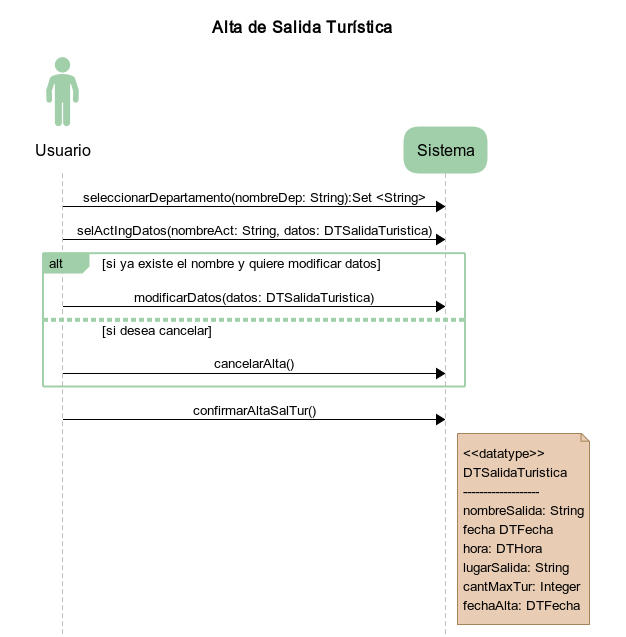 Alta de Salida Turística
Usuario
Sistema
seleccionarDepartamento(nombreDep: String):Set <String>
selActIngDatos(nombreAct: String, datos: DTSalidaTuristica)
alt
[si ya existe el nombre y quiere modificar datos]
modificarDatos(datos: DTSalidaTuristica)
[si desea cancelar]
cancelarAlta()
confirmarAltaSalTur()
<<datatype>>
DTSalidaTuristica
-------------------
nombreSalida: String
fecha DTFecha
hora: DTHora
lugarSalida: String
cantMaxTur: Integer
fechaAlta: DTFecha